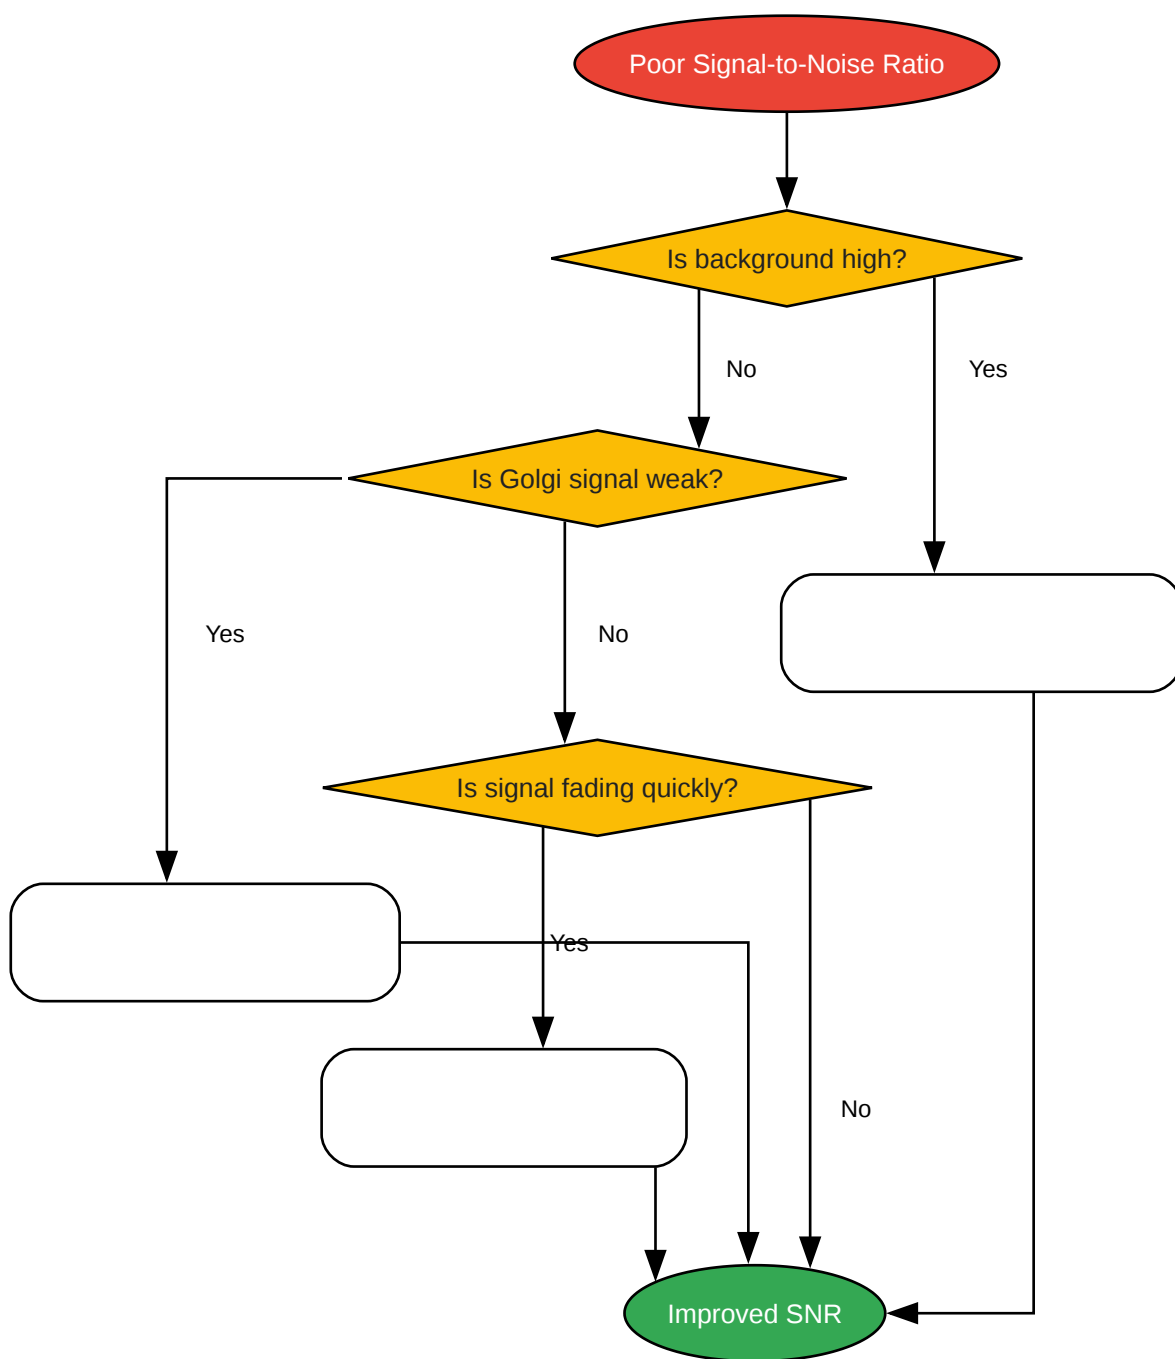 Poor Signal-to-Noise Ratio
Is background high?
No
Yes
Is Golgi signal weak?
Yes
No
Is signal fading quickly?
Yes
No
Improved SNR